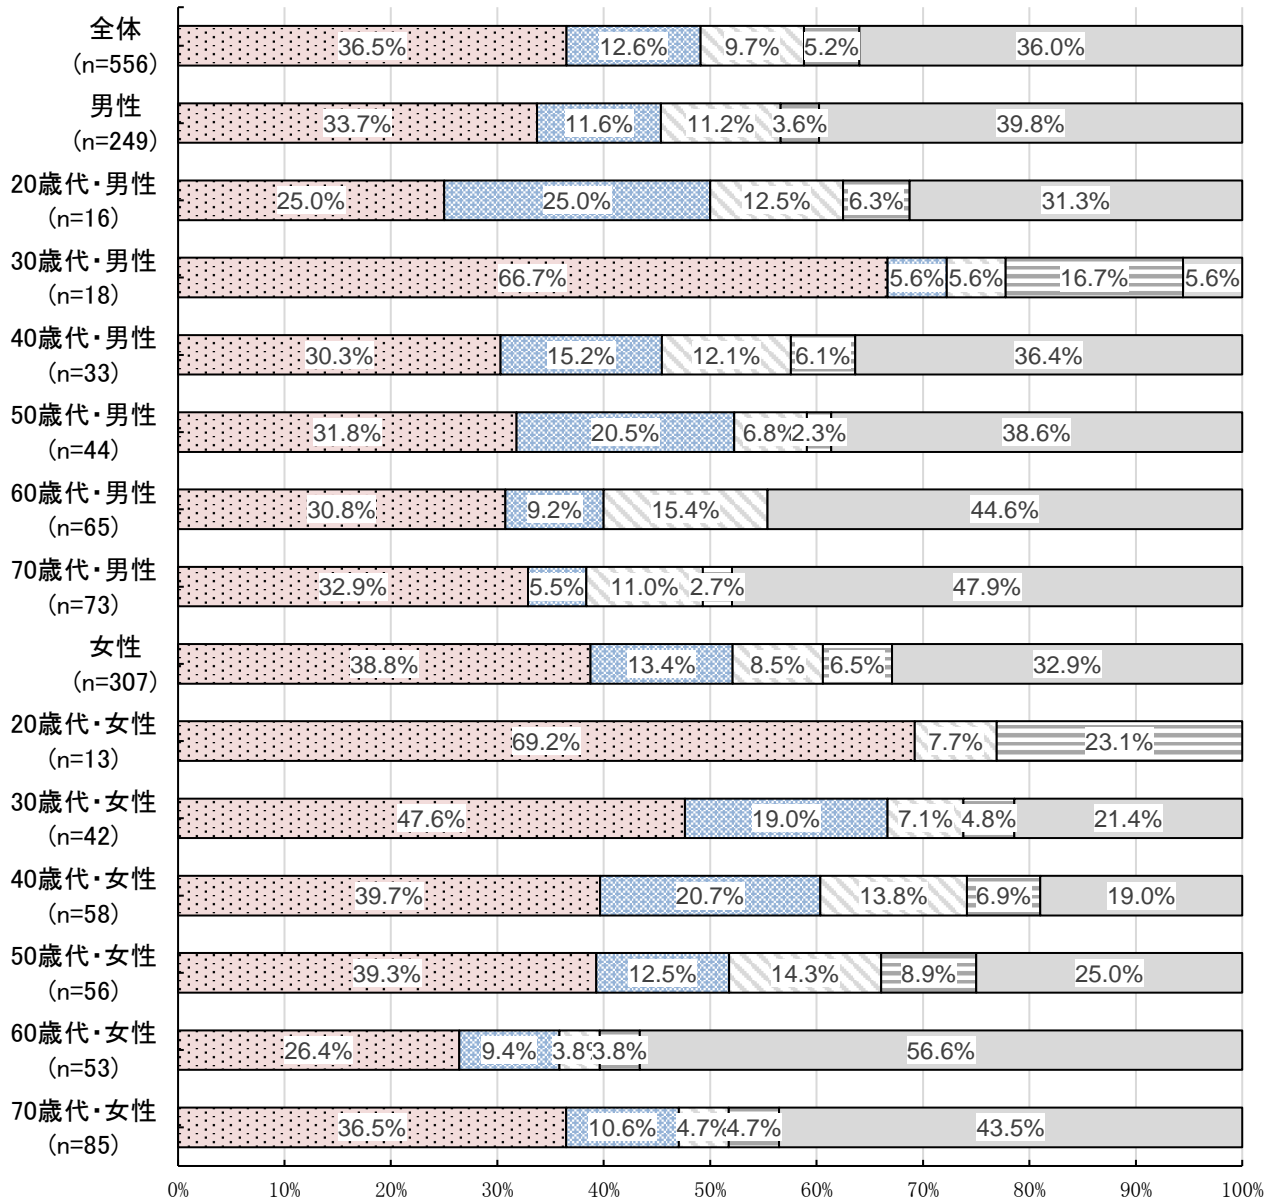 全体
(n=556)
36.5% 12.6% 9.7% 5.2% 36.0%
男性
(n=249)
33.7% 11.6% 11.2% 3.6% 39.8%
20歳代・男性
(n=16)
25.0% 25.0% 12.5% 6.3% 31.3%
30歳代・男性
(n=18)
66.7% 5.6% 5.6% 16.7% 5.6%
40歳代・男性
(n=33)
30.3% 15.2% 12.1% 6.1% 36.4%
50歳代・男性
(n=44)
31.8% 20.5% 6.8% 2.3% 38.6%
60歳代・男性
(n=65)
30.8% 9.2% 15.4% 44.6%
70歳代・男性
(n=73)
32.9% 5.5% 11.0% 2.7% 47.9%
女性
(n=307)
38.8% 13.4% 8.5% 6.5% 32.9%
20歳代・女性
(n=13)
69.2% 7.7% 23.1%
30歳代・女性
(n=42)
47.6% 19.0% 7.1% 4.8% 21.4%
40歳代・女性
(n=58)
39.7% 20.7% 13.8% 6.9% 19.0%
50歳代・女性
(n=56)
39.3% 12.5% 14.3% 8.9% 25.0%
60歳代・女性
(n=53)
26.4% 9.4% 3.8% 3.8% 56.6%
70歳代・女性
(n=85)
36.5% 10.6% 4.7% 4.7% 43.5%
0% 10% 20% 30% 40% 50% 60% 70% 80% 90% 100%